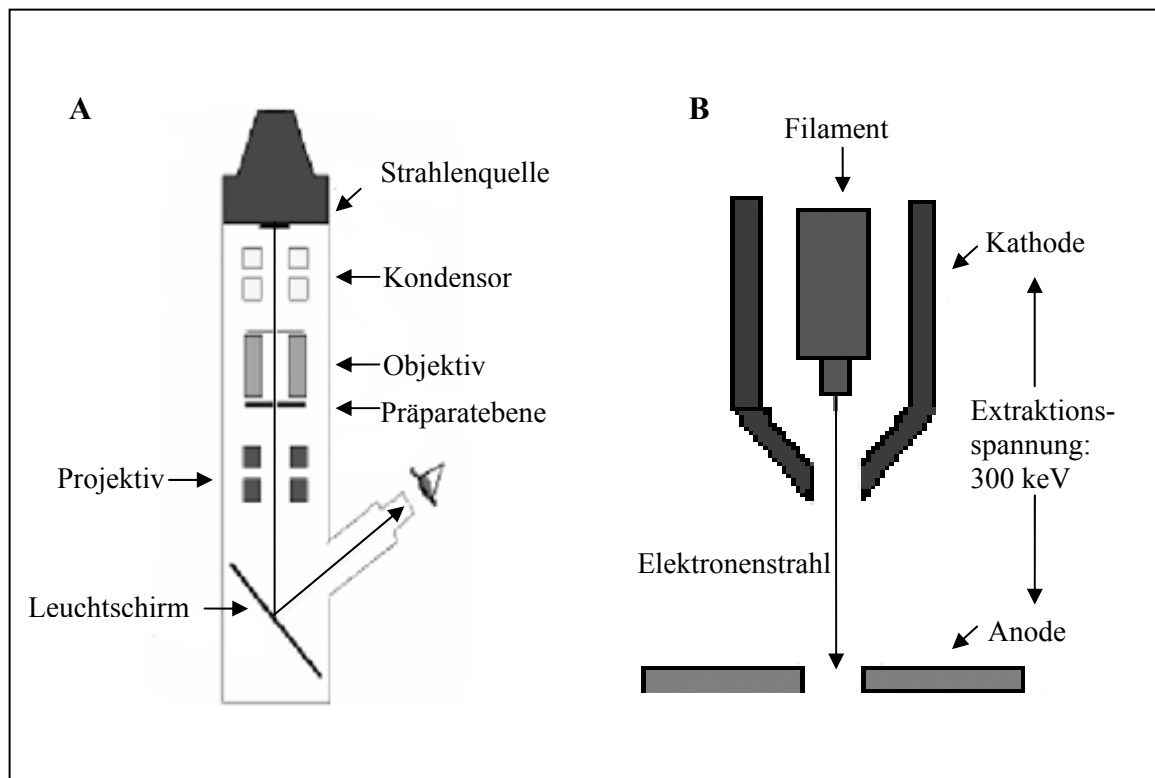 A
Strahlenquelle
Kondensor
Objektiv
Präparatebene
Projektiv
Leuchtschirm
B
Filament
Kathode
Extraktions-
spannung:
300 keV
Elektronenstrahl
Anode